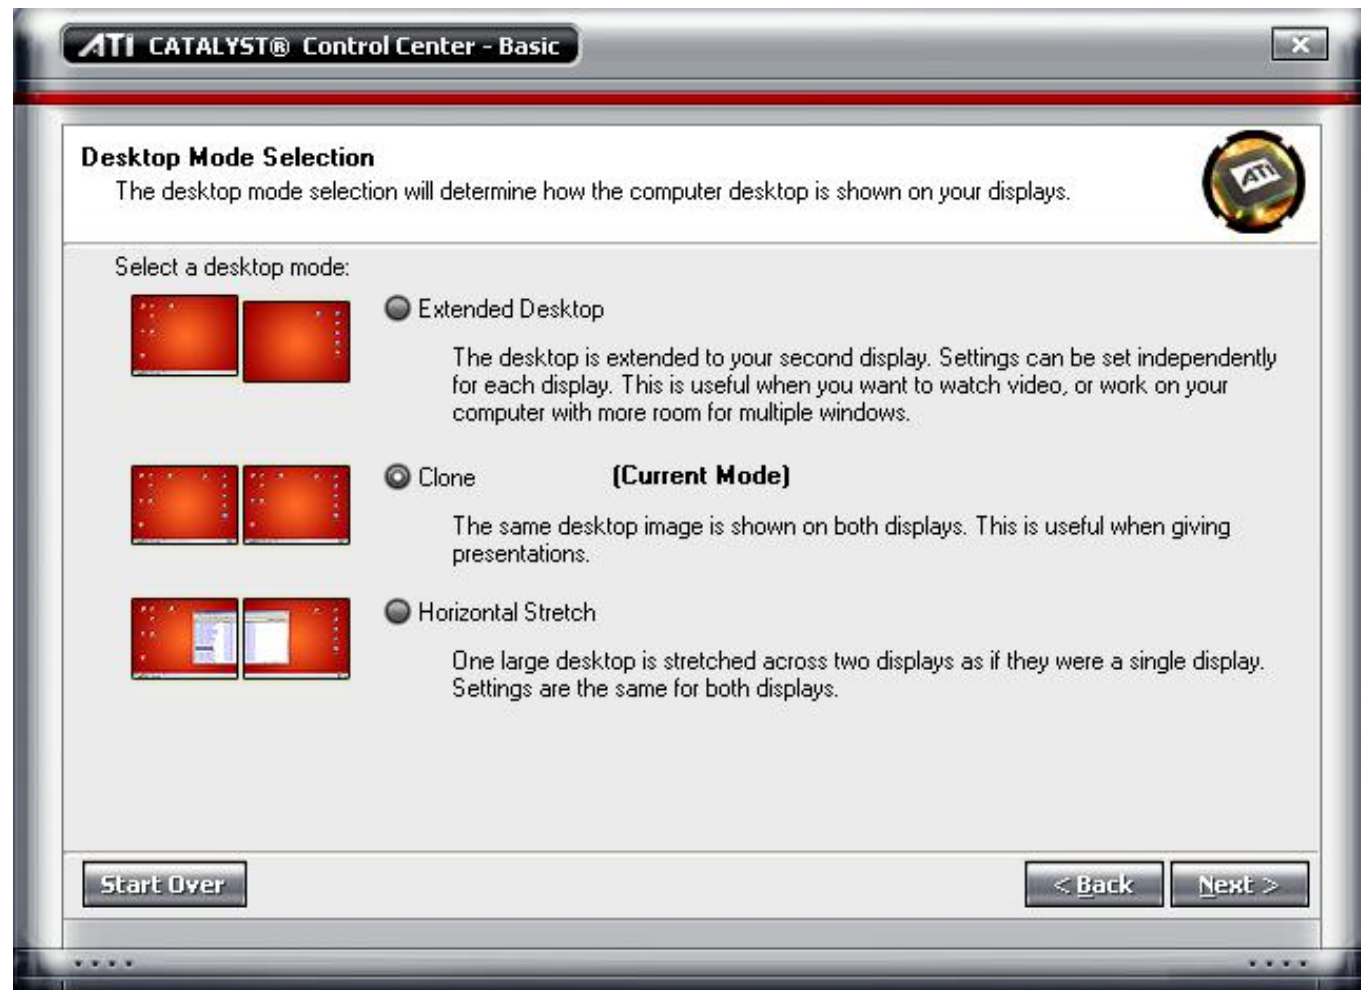 ATI CATALYST® Control Center - Basic
Desktop Mode Selection
The desktop mode selection will determine how the computer desktop is shown on your displays.
ATI
Select a desktop mode:
Extended Desktop
The desktop is extended to your second display. Settings can be set independently
for each display. This is useful when you want to watch video, or work on your
computer with more room for multiple windows.
Clone (Current Mode)
The same desktop image is shown on both displays. This is useful when giving
presentations.
Horizontal Stretch
One large desktop is stretched across two displays as if they were a single display.
Settings are the same for both displays.
Start Over
< Back
Next >